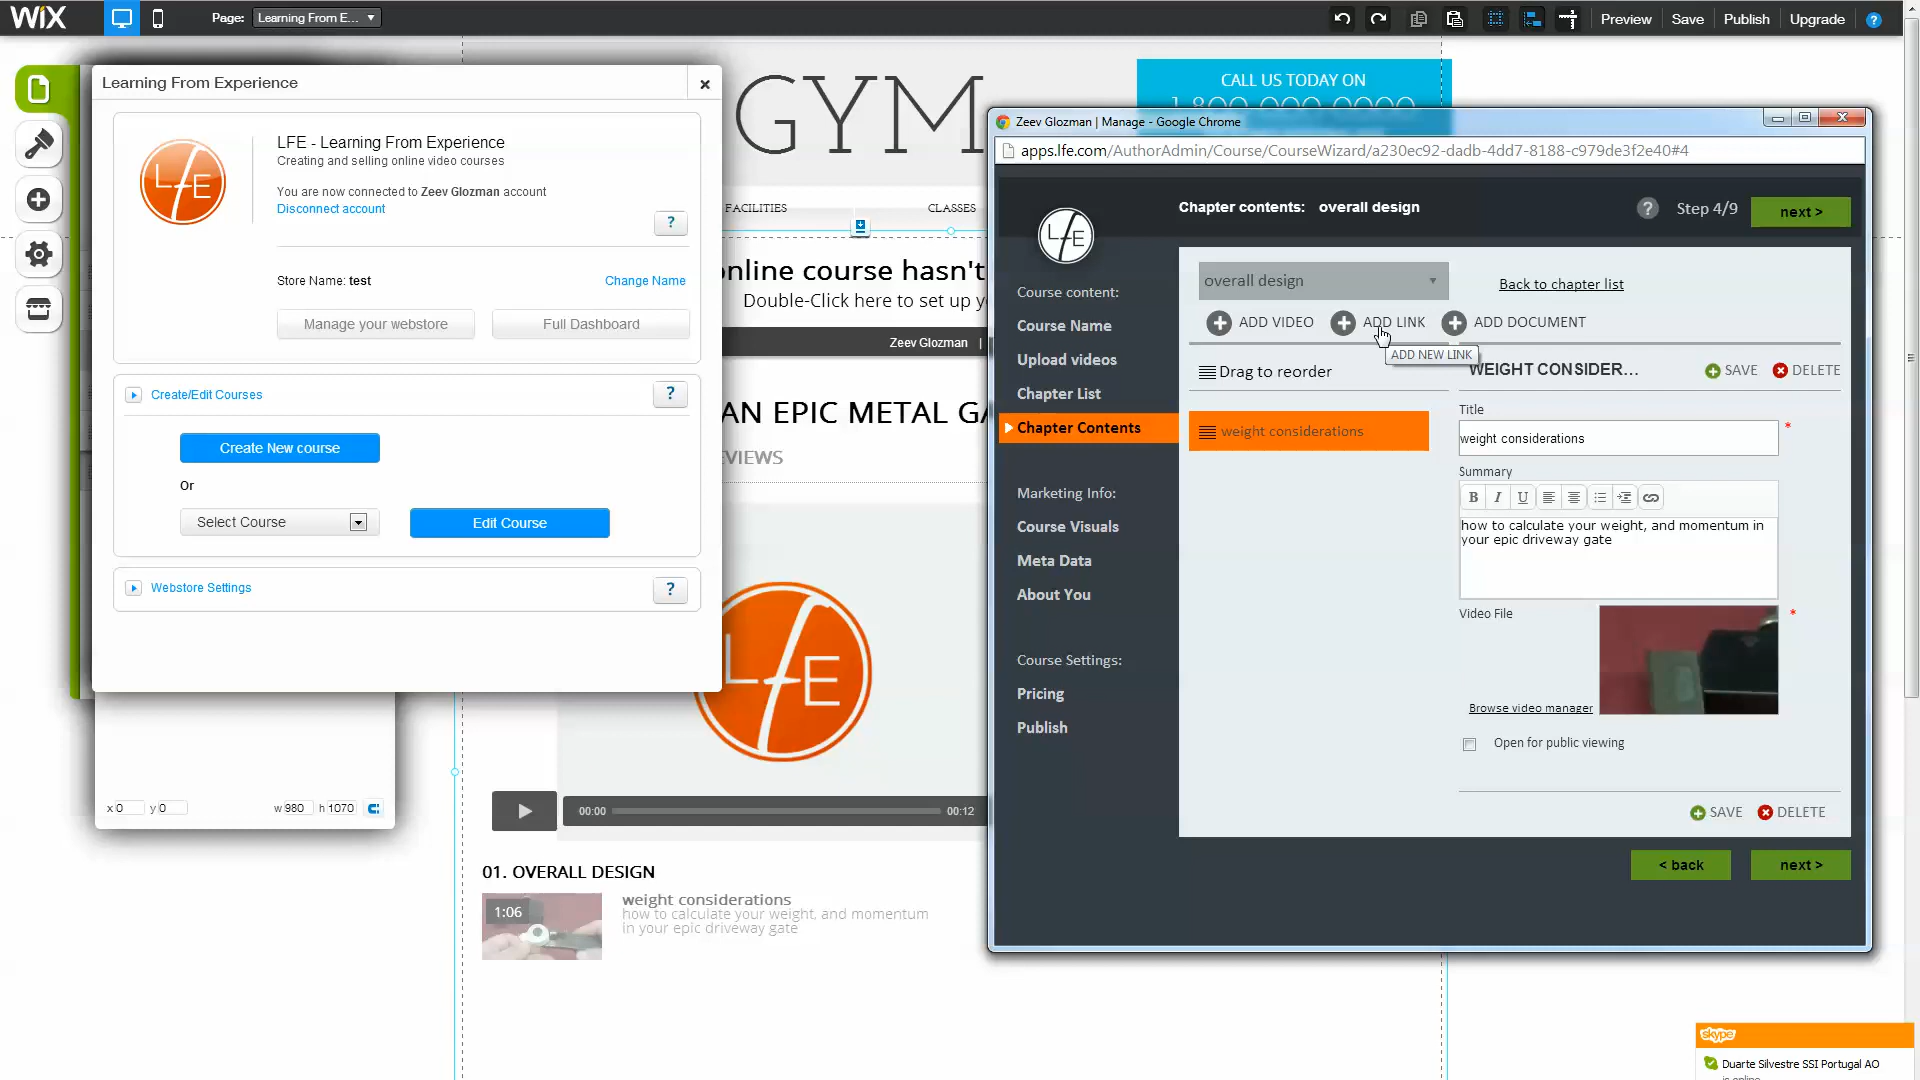 WiX
Page:
Learning From E...
Preview
Save
Publish
Upgrade
?
Learning From Experience
LFE
LFE - Learning From Experience
Creating and selling online video courses
You are now connected to Zeev Glozman account
Disconnect account
?
Store Name: test
Change Name
Manage your webstore
Full Dashboard
Create/Edit Courses
?
Create New course
Or
Select Course
Edit Course
Webstore Settings
?
x 0
y 0
w 980
h 1070
GYM
CALL US TODAY ON
1-800-000-0000
FACILITIES
CLASSES
nline course hasn't
Double-Click here to set up y
Zeev Glozman |
AN EPIC METAL GA
VIEWS
LFE
00:00
00:12
01. OVERALL DESIGN
1:06
weight considerations
how to calculate your weight, and momentum
in your epic driveway gate
Zeev Glozman | Manage - Google Chrome
apps.lfe.com/AuthorAdmin/Course/CourseWizard/a230ec92-dadb-4dd7-8188-c979de3f2e40#4
LFE
Chapter contents: overall design
?
Step 4/9
next >
Course content:
Course Name
Upload videos
Chapter List
Chapter Contents
Marketing Info:
Course Visuals
Meta Data
About You
Course Settings:
Pricing
Publish
overall design
Back to chapter list
ADD VIDEO
ADD LINK
ADD DOCUMENT
ADD NEW LINK
Drag to reorder
WEIGHT CONSIDER...
SAVE
DELETE
weight considerations
Title
weight considerations
*
Summary
B I U
how to calculate your weight, and momentum in
your epic driveway gate
Video File
*
Browse video manager
Open for public viewing
SAVE
DELETE
< back
next >
skype
Duarte Silvestre SSI Portugal AO